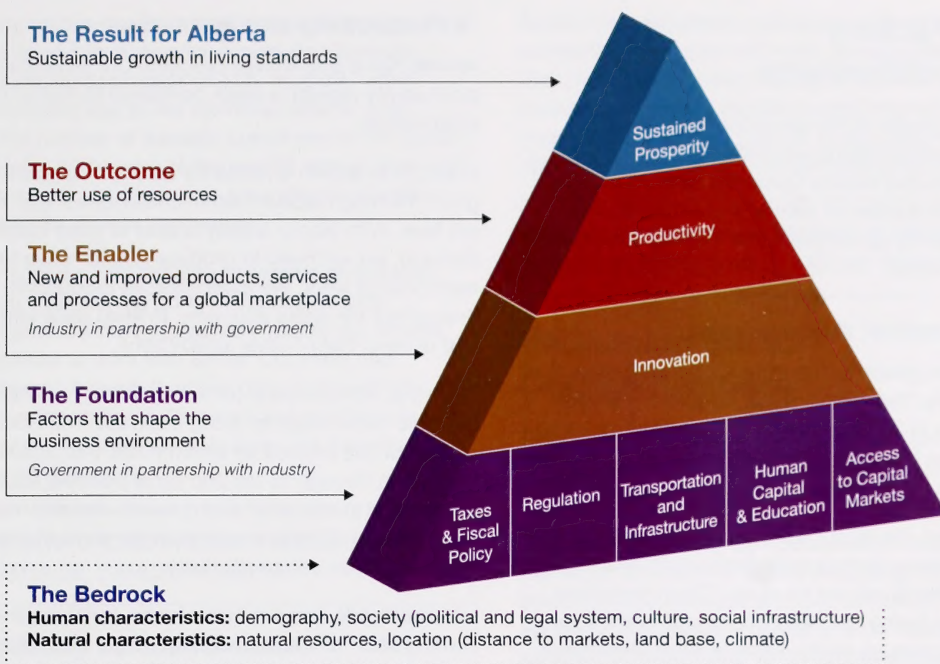 The Result for Alberta
Sustainable growth in living standards
Sustained
Prosperity
The Outcome
Better use of resources
Productivity
The Enabler
New and improved products, services
and processes for a global marketplace
Industry in partnership with government
Innovation
The Foundation
Factors that shape the
business environment
Government in partnership with industry
Taxes
& Fiscal
Policy
Regulation
Transportation
and
Infrastructure
Human
Capital
& Education
Access
to Capital
Markets
The Bedrock
Human characteristics: demography, society (political and legal system, culture, social infrastructure)
Natural characteristics: natural resources, location (distance to markets, land base, climate)